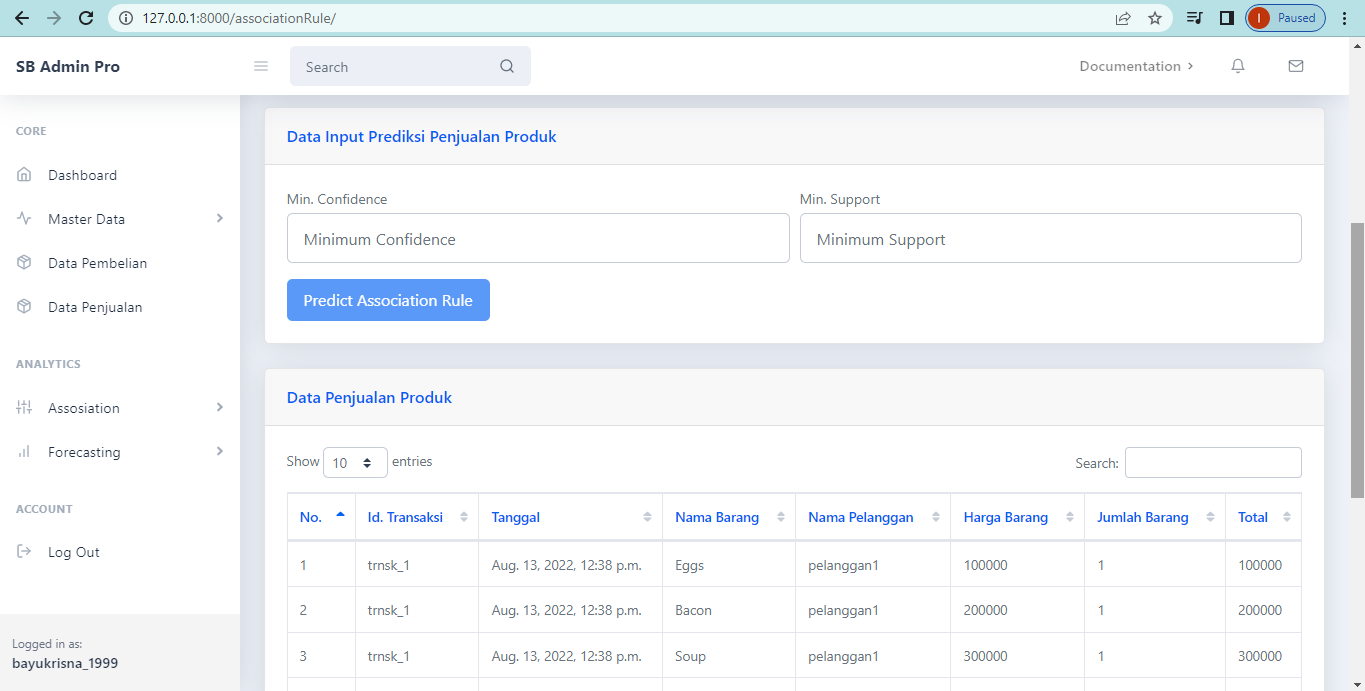 127.0.0.1:8000/associationRule/
I Paused
SB Admin Pro
Search
Documentation
CORE
Dashboard
Master Data
Data Pembelian
Data Penjualan
ANALYTICS
Assosiation
Forecasting
ACCOUNT
Log Out
Logged in as:
bayukrisna_1999
Data Input Prediksi Penjualan Produk
Min. Confidence Min. Support
Minimum Confidence Minimum Support
Predict Association Rule
Data Penjualan Produk
Show 10 entries Search:
No. Id. Transaksi Tanggal Nama Barang Nama Pelanggan Harga Barang Jumlah Barang Total
1 trnsk_1 Aug. 13, 2022, 12:38 p.m. Eggs pelanggan1 100000 1 100000
2 trnsk_1 Aug. 13, 2022, 12:38 p.m. Bacon pelanggan1 200000 1 200000
3 trnsk_1 Aug. 13, 2022, 12:38 p.m. Soup pelanggan1 300000 1 300000